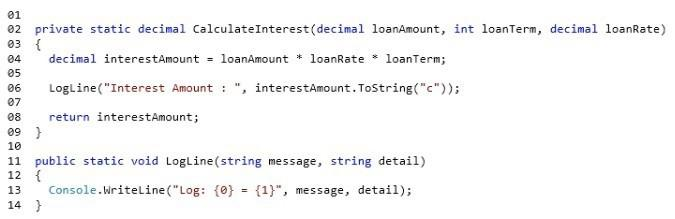 01
02 private static decimal CalculateInterest(decimal loanAmount, int loanTerm, decimal loanRate)
03 {
04   decimal interestAmount = loanAmount * loanRate * loanTerm;
05
06   LogLine("Interest Amount : ", interestAmount.ToString("c"));
07
08   return interestAmount;
09 }
10
11 public static void LogLine(string message, string detail)
12 {
13   Console.WriteLine("Log: {0} = {1}", message, detail);
14 }